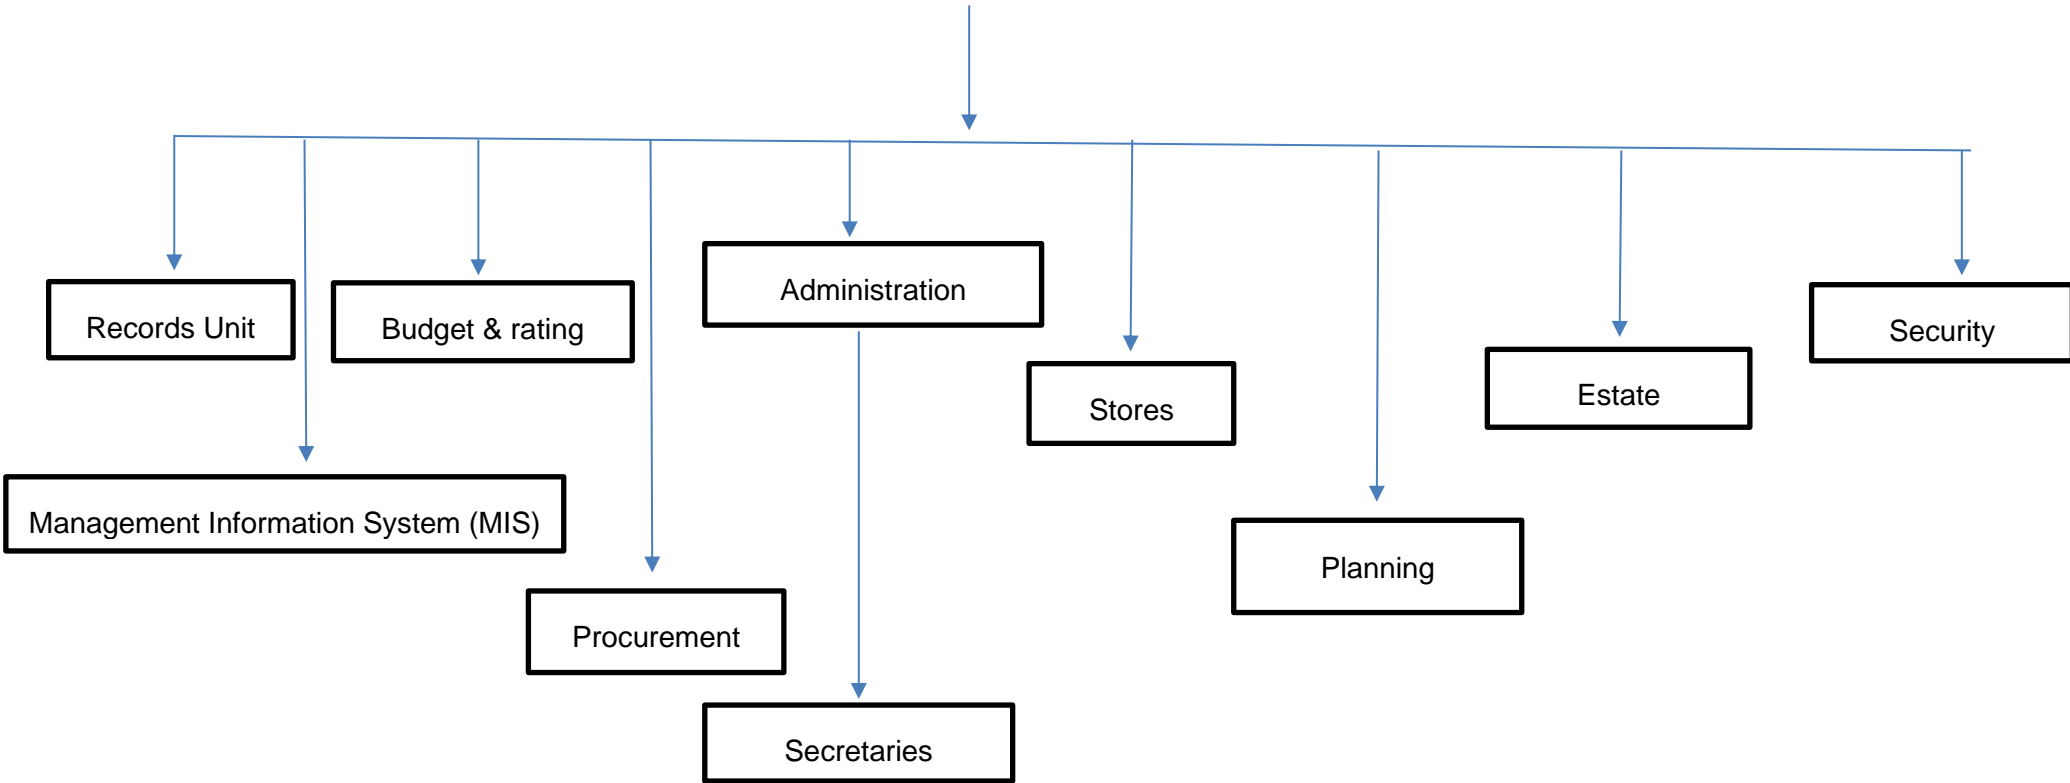 Administration
Records Unit
Budget & rating
Security
Estate
Stores
Management Information System (MIS)
Planning
Procurement
Secretaries